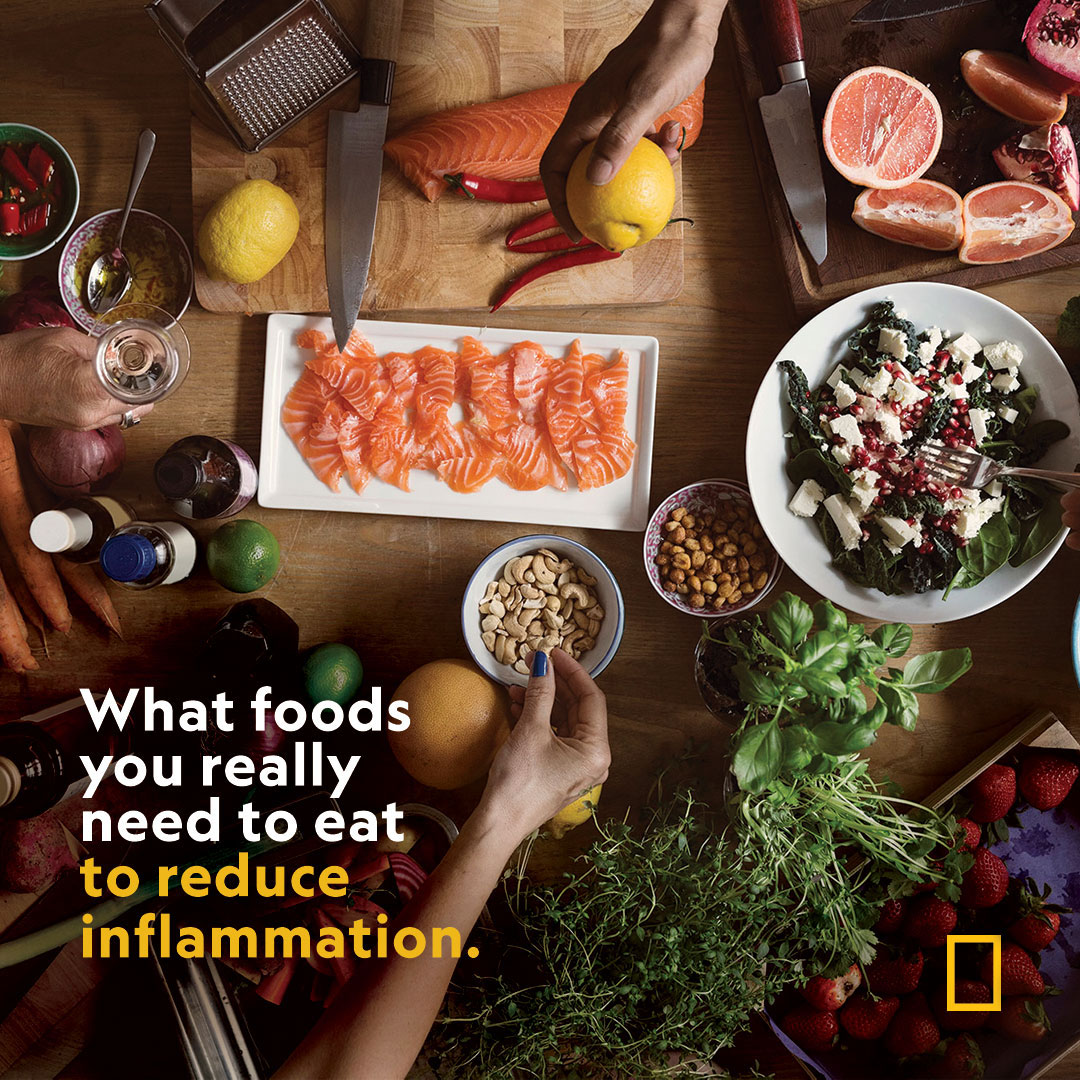 What foods
you really
need to eat
to reduce
inflammation.